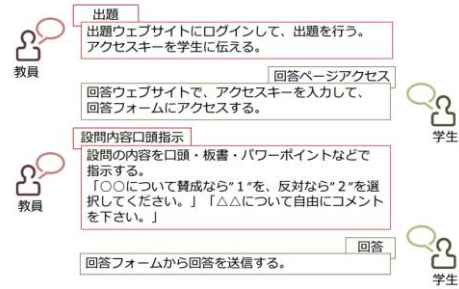 出題
出題ウェブサイトにログインして、出題を行う。
アクセスキーを学生に伝える。
教員
回答ページアクセス
回答ウェブサイトで、アクセスキーを入力して、
回答フォームにアクセスする。
学生
設問内容口頭指示
設問の内容を口頭・板書・パワーポイントなどで
指示する。
「○○について賛成なら”1”を、反対なら”2”を選
択してください。」「△△について自由にコメント
を下さい。」
教員
回答
回答フォームから回答を送信する。
学生